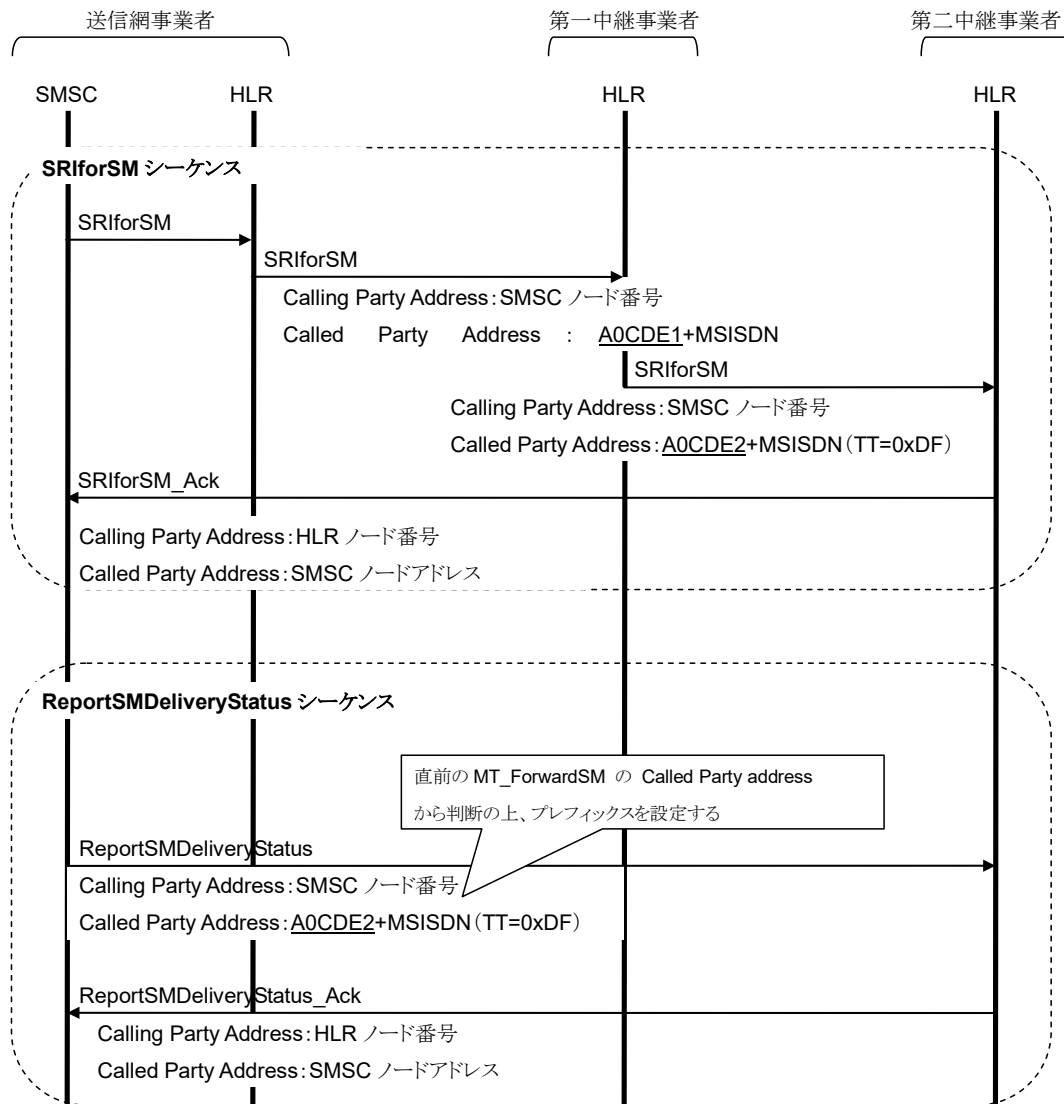 送信網事業者 第一中継事業者 第二中継事業者
SMSC HLR HLR HLR
SRIforSM シーケンス
SRIforSM
SRIforSM
Calling Party Address:SMSC ノード番号
Called Party Address : A0CDE1+MSISDN
SRIforSM
Calling Party Address:SMSC ノード番号
Called Party Address:A0CDE2+MSISDN(TT=0xDF)
SRIforSM_Ack
Calling Party Address:HLR ノード番号
Called Party Address:SMSC ノードアドレス
ReportSMDeliveryStatus シーケンス
直前の MT_ForwardSM の Called Party address
から判断の上、プレフィックスを設定する
ReportSMDeliveryStatus
Calling Party Address:SMSC ノード番号
Called Party Address:A0CDE2+MSISDN(TT=0xDF)
ReportSMDeliveryStatus_Ack
Calling Party Address:HLR ノード番号
Called Party Address:SMSC ノードアドレス